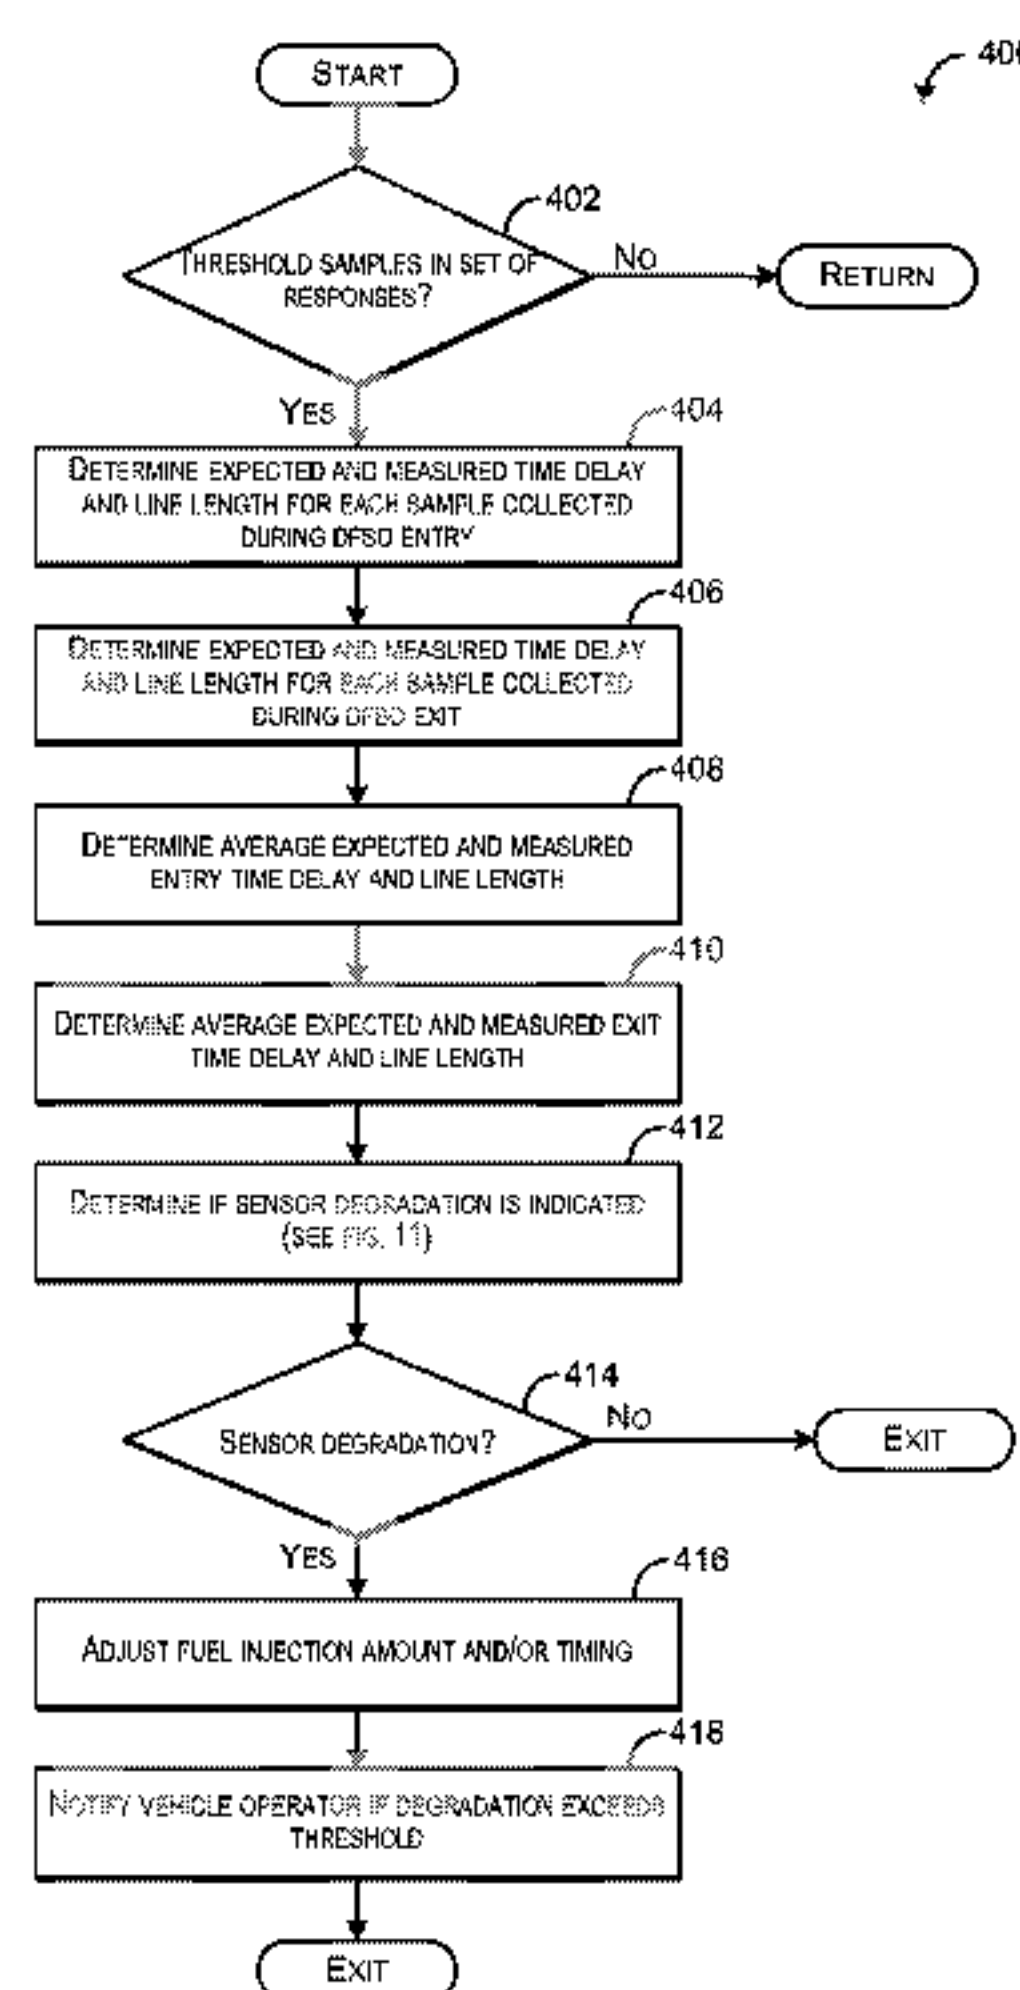 START
400
402
THRESHOLD SAMPLES IN SET OF
RESPONSES?
NO
RETURN
YES
404
DETERMINE EXPECTED AND MEASURED TIME DELAY
AND LINE LENGTH FOR EACH SAMPLE COLLECTED
DURING DFSO ENTRY
406
DETERMINE EXPECTED AND MEASURED TIME DELAY
AND LINE LENGTH FOR EACH SAMPLE COLLECTED
DURING DFSO EXIT
408
DETERMINE AVERAGE EXPECTED AND MEASURED
ENTRY TIME DELAY AND LINE LENGTH
410
DETERMINE AVERAGE EXPECTED AND MEASURED EXIT
TIME DELAY AND LINE LENGTH
412
DETERMINE IF SENSOR DEGRADATION IS INDICATED
(SEE FIG. 11)
414
SENSOR DEGRADATION?
NO
EXIT
YES
416
ADJUST FUEL INJECTION AMOUNT AND/OR TIMING
418
NOTIFY VEHICLE OPERATOR IF DEGRADATION EXCEEDS
THRESHOLD
EXIT